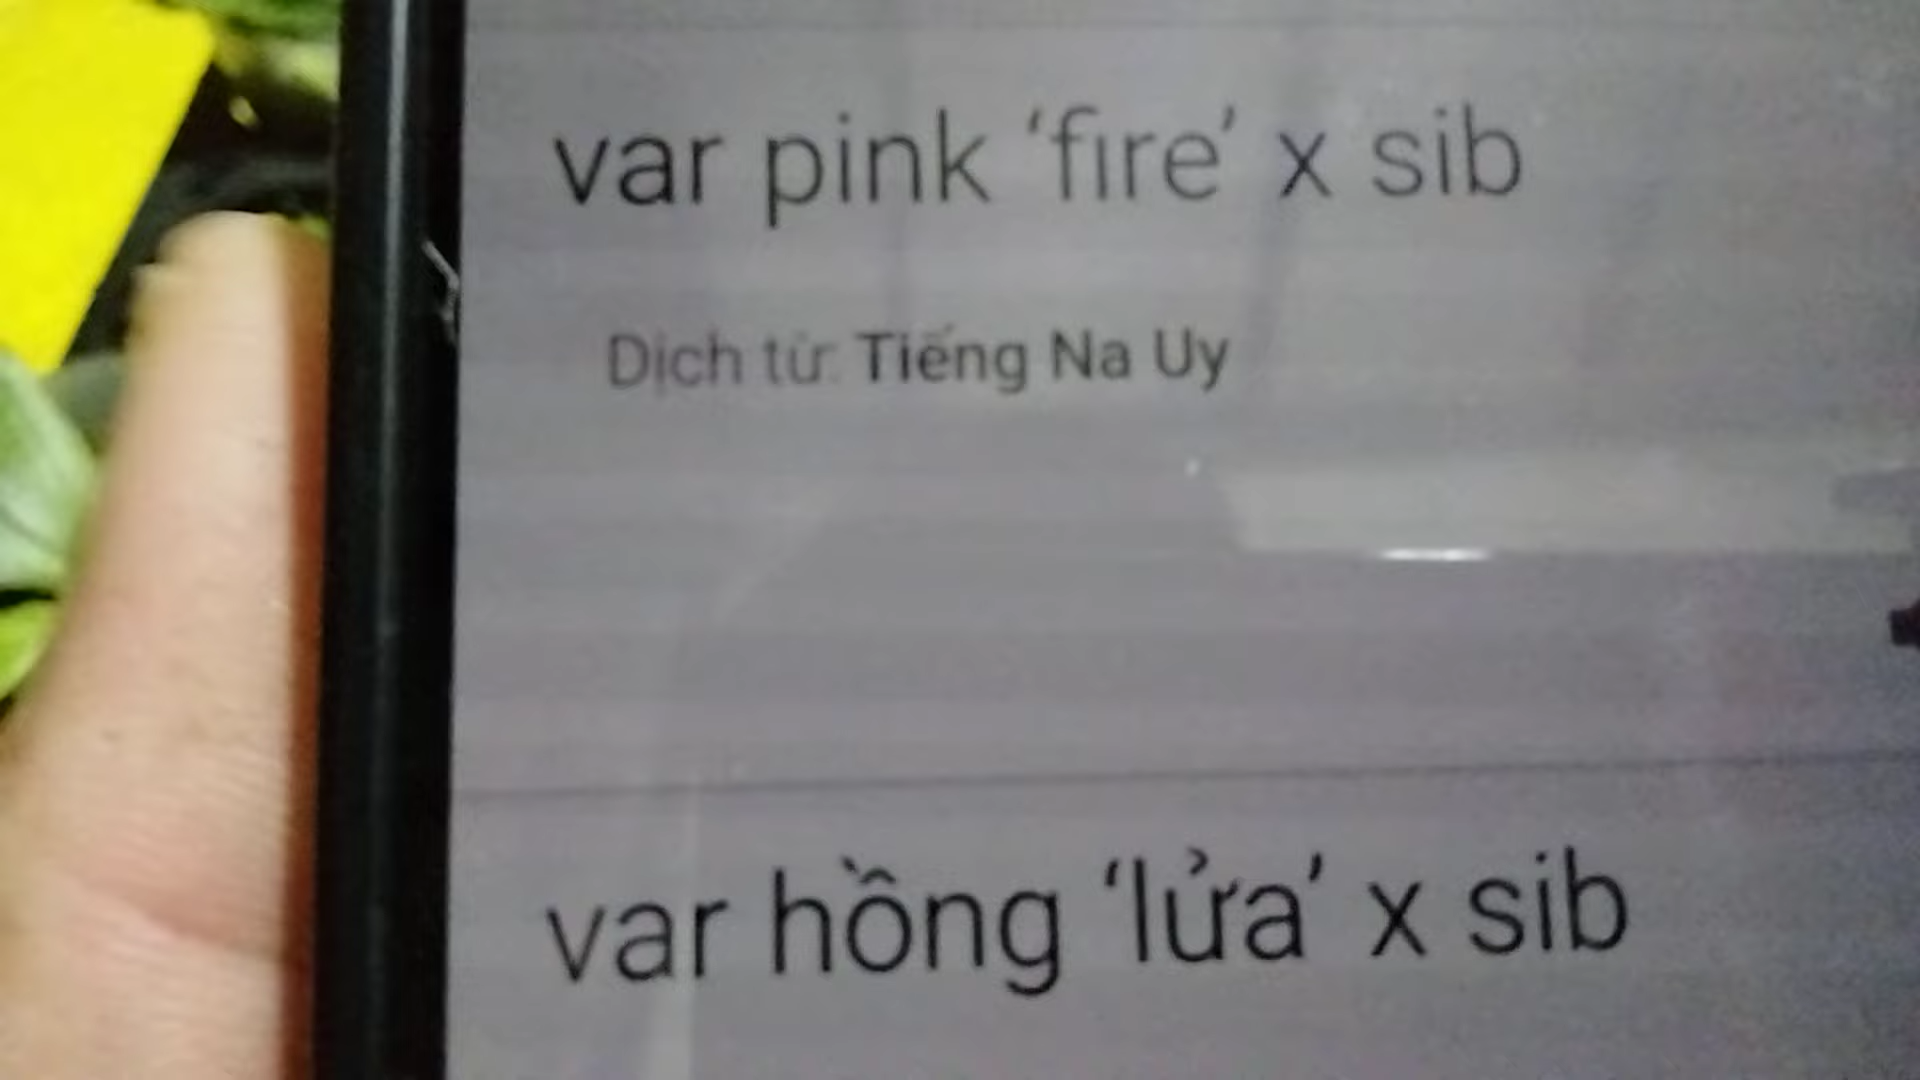 var pink ‘fire’ x sib
Dịch từ: Tiếng Na Uy
var hồng ‘lửa’ x sib